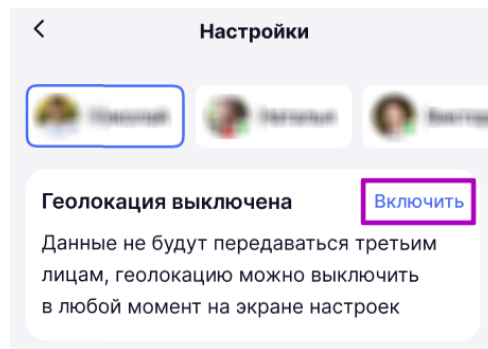 Настройки
Геолокация выключена
Включить
Данные не будут передаваться третьим
лицам, геолокацию можно выключить
в любой момент на экране настроек